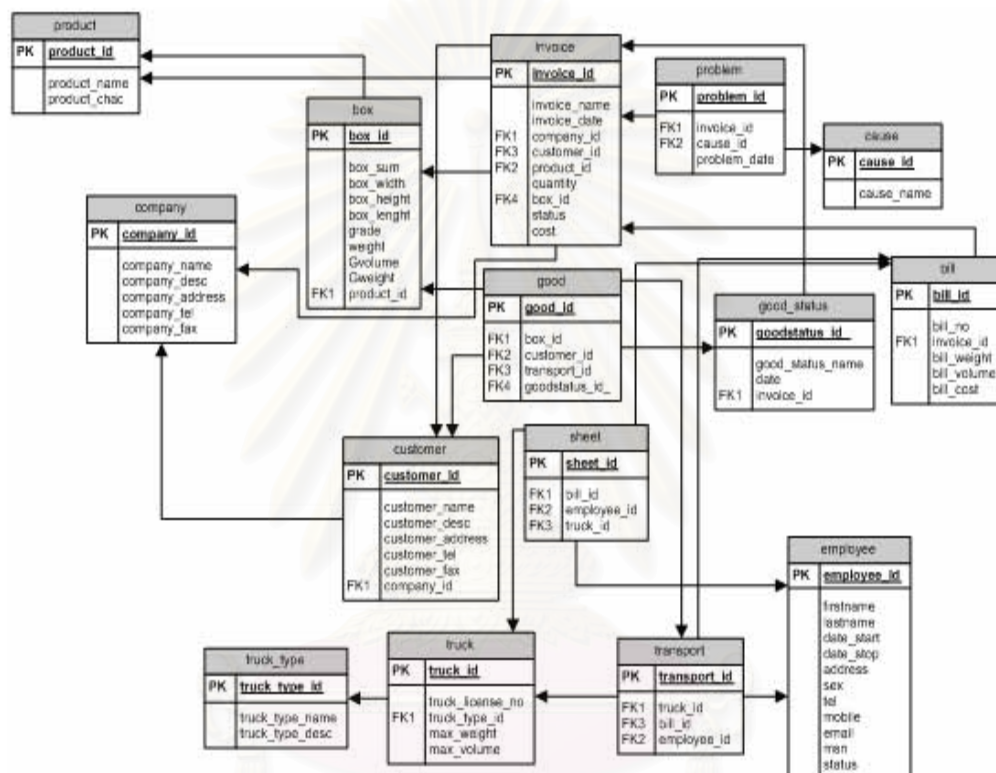 product
PK product_id
product_name
product_chac
box
PK box_id
box_sum
box_width
box_height
box_lenght
grade
weight
Gvolume
Gweight
FK1 product_id
invoice
PK invoice_id
invoice_name
invoice_date
FK1 company_id
FK3 customer_id
FK2 product_id
quantity
FK4 box_id
status
cost
problem
PK problem_id
FK1 invoice_id
FK2 cause_id
problem_date
cause
PK cause_id
cause_name
company
PK company_id
company_name
company_desc
company_address
company_tel
company_fax
good
PK good_id
FK1 box_id
FK2 customer_id
FK3 transport_id
FK4 goodstatus_id_
good_status
PK goodstatus_id_
good_status_name
date
FK1 invoice_id
bill
PK bill_id
bill_no
FK1 invoice_id
bill_weight
bill_volume
bill_cost
customer
PK customer_id
customer_name
customer_desc
customer_address
customer_tel
customer_fax
FK1 company_id
sheet
PK sheet_id
FK1 bill_id
FK2 employee_id
FK3 truck_id
employee
PK employee_id
firstname
lastname
date_start
date_stop
address
sex
tel
mobile
email
msn
status
truck_type
PK truck_type_id
truck_type_name
truck_type_desc
truck
PK truck_id
truck_license_no
FK1 truck_type_id
max_weight
max_volume
transport
PK transport_id
FK1 truck_id
FK3 bill_id
FK2 employee_id